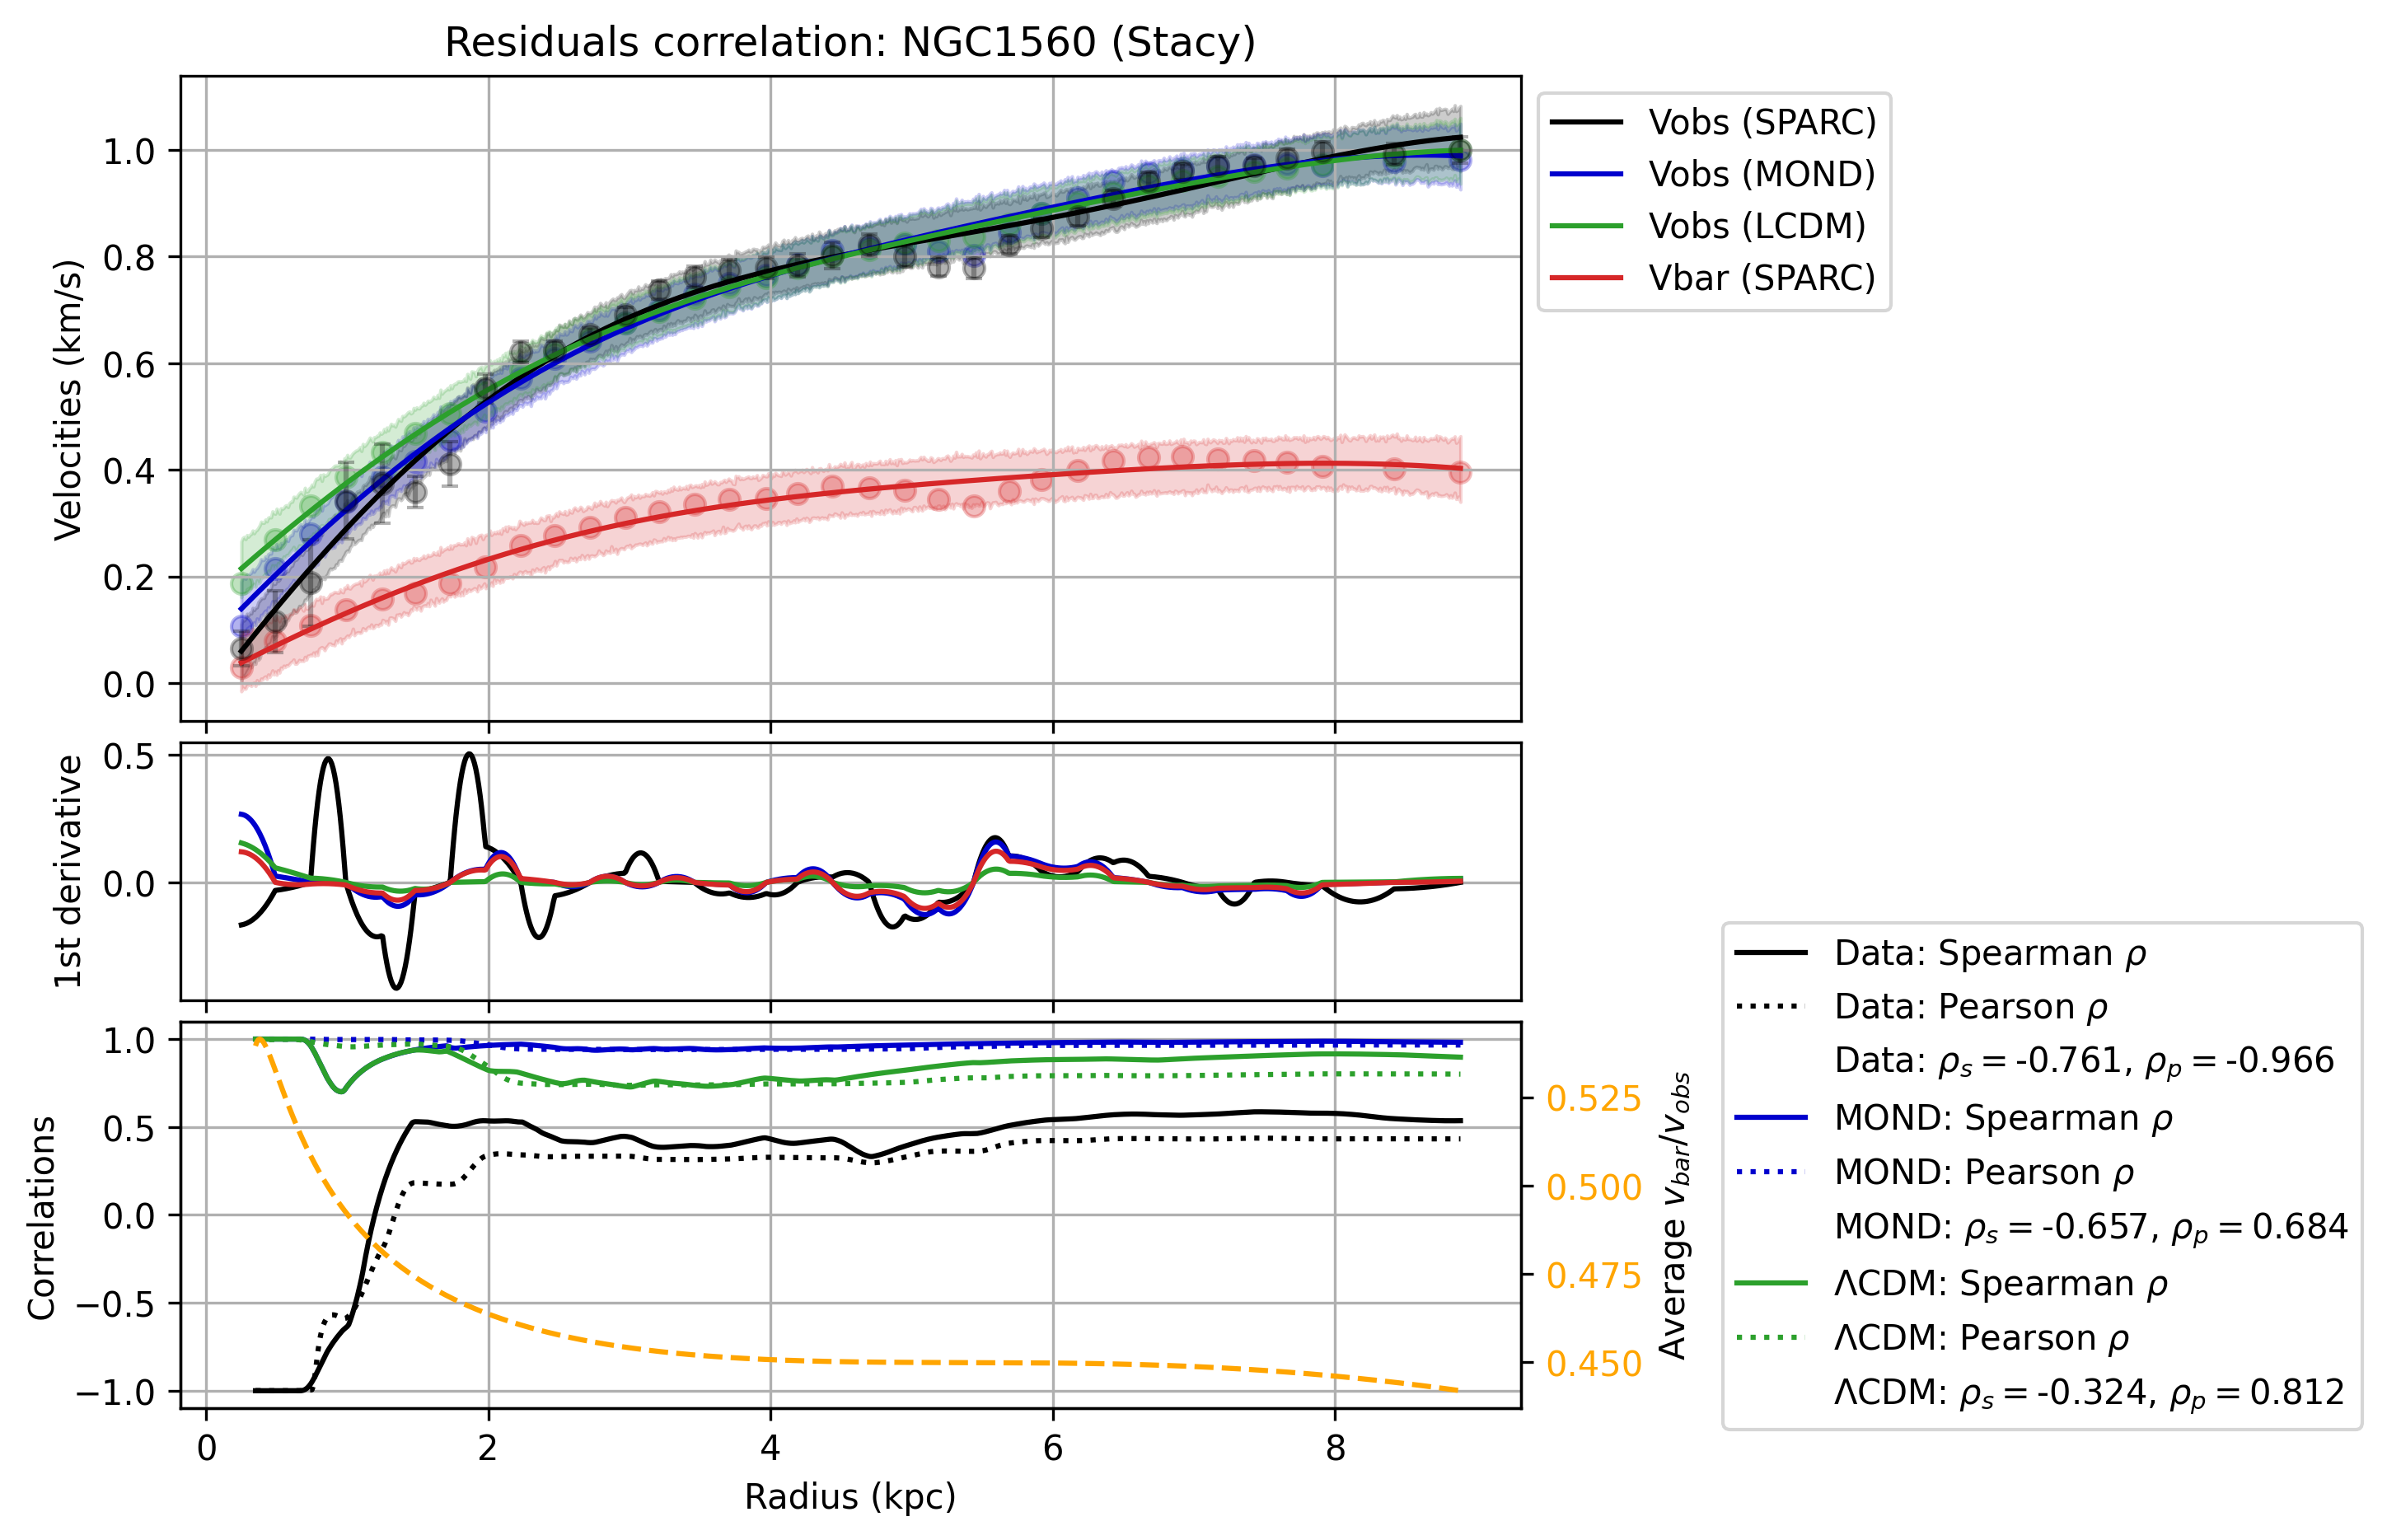 Residuals correlation: NGC1560 (Stacy)
Velocities (km/s)
1.0
0.8
0.6
0.4
0.2
0.0
Vobs (SPARC)
Vobs (MOND)
Vobs (LCDM)
Vbar (SPARC)
1st derivative
0.5
0.0
Correlations
1.0
0.5
0.0
−0.5
−1.0
0.525
0.500
0.475
0.450
Average v_bar/v_obs
0 2 4 6 8
Radius (kpc)
Data: Spearman ρ
Data: Pearson ρ
Data: ρ_s = -0.761, ρ_p = -0.966
MOND: Spearman ρ
MOND: Pearson ρ
MOND: ρ_s = -0.657, ρ_p = 0.684
ΛCDM: Spearman ρ
ΛCDM: Pearson ρ
ΛCDM: ρ_s = -0.324, ρ_p = 0.812